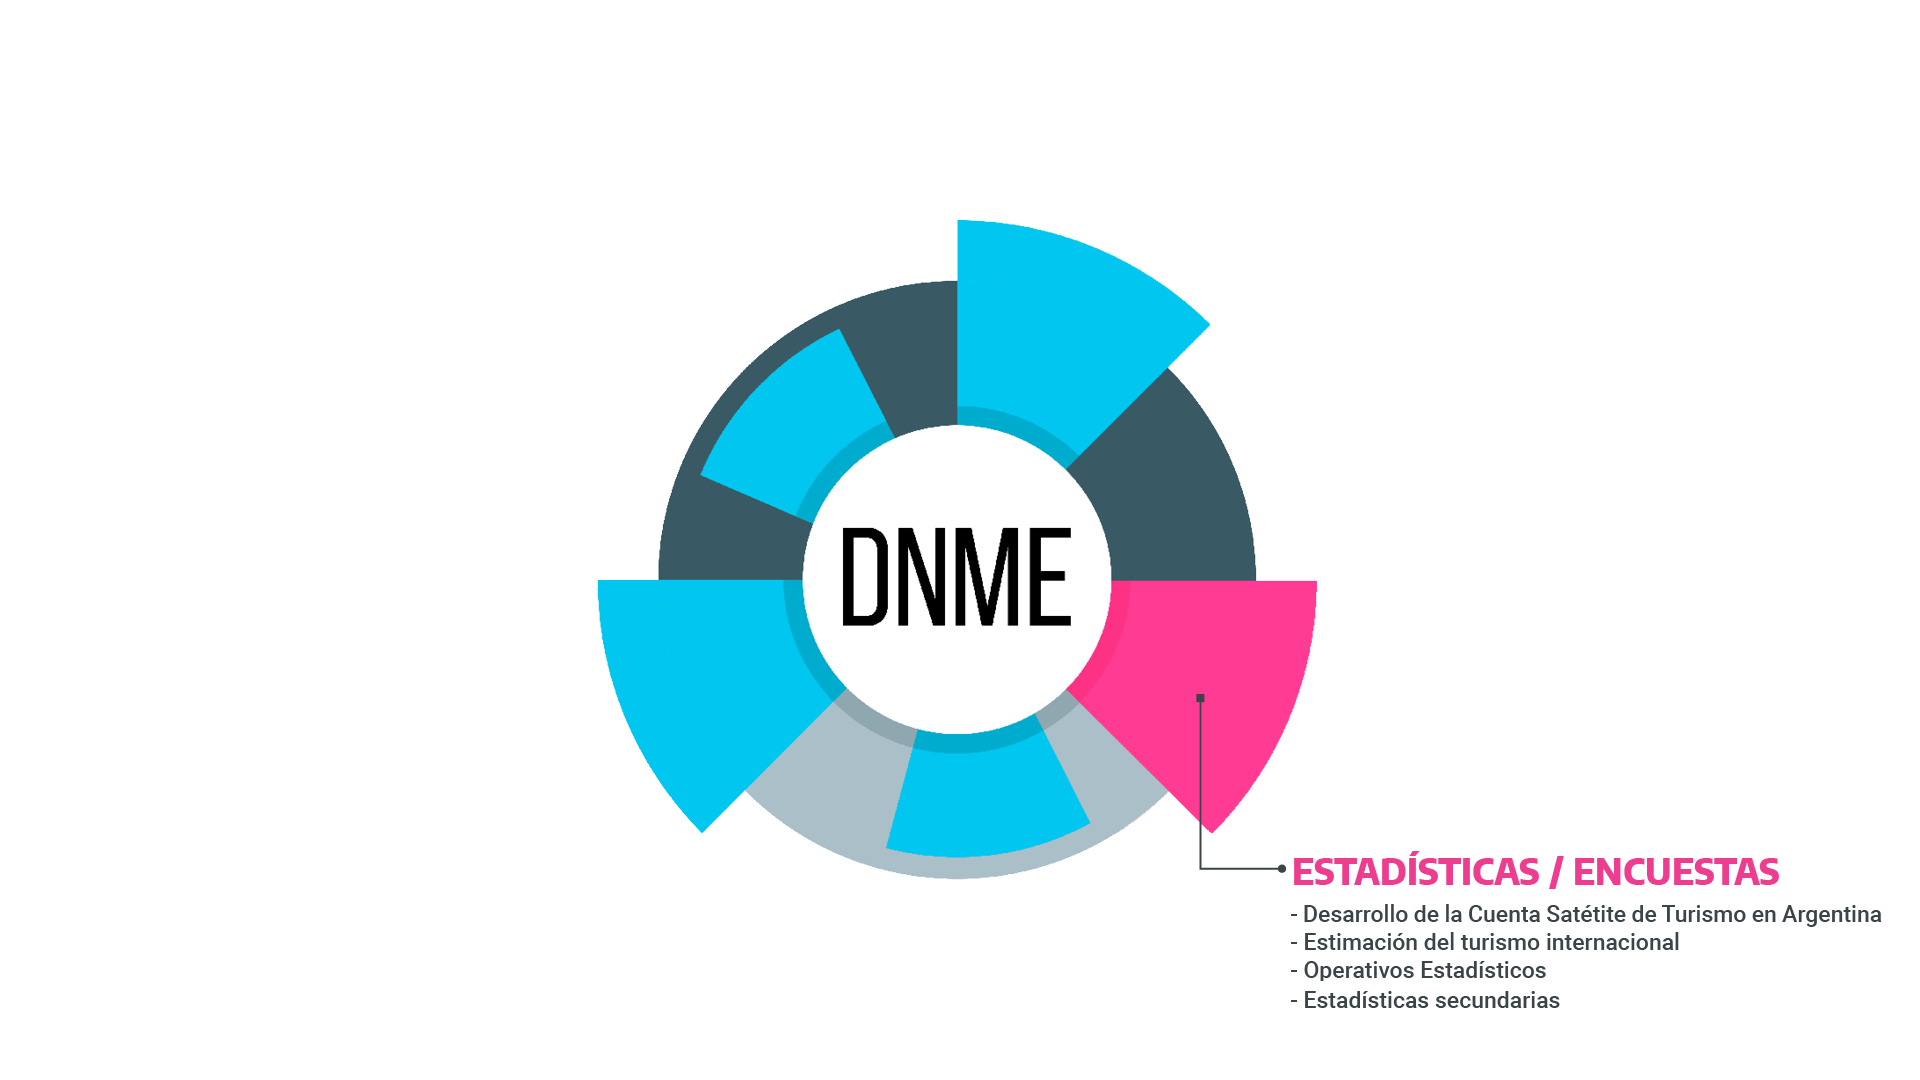 DNME
ESTADÍSTICAS / ENCUESTAS
- Desarrollo de la Cuenta Satétite de Turismo en Argentina
- Estimación del turismo internacional
- Operativos Estadísticos
- Estadísticas secundarias